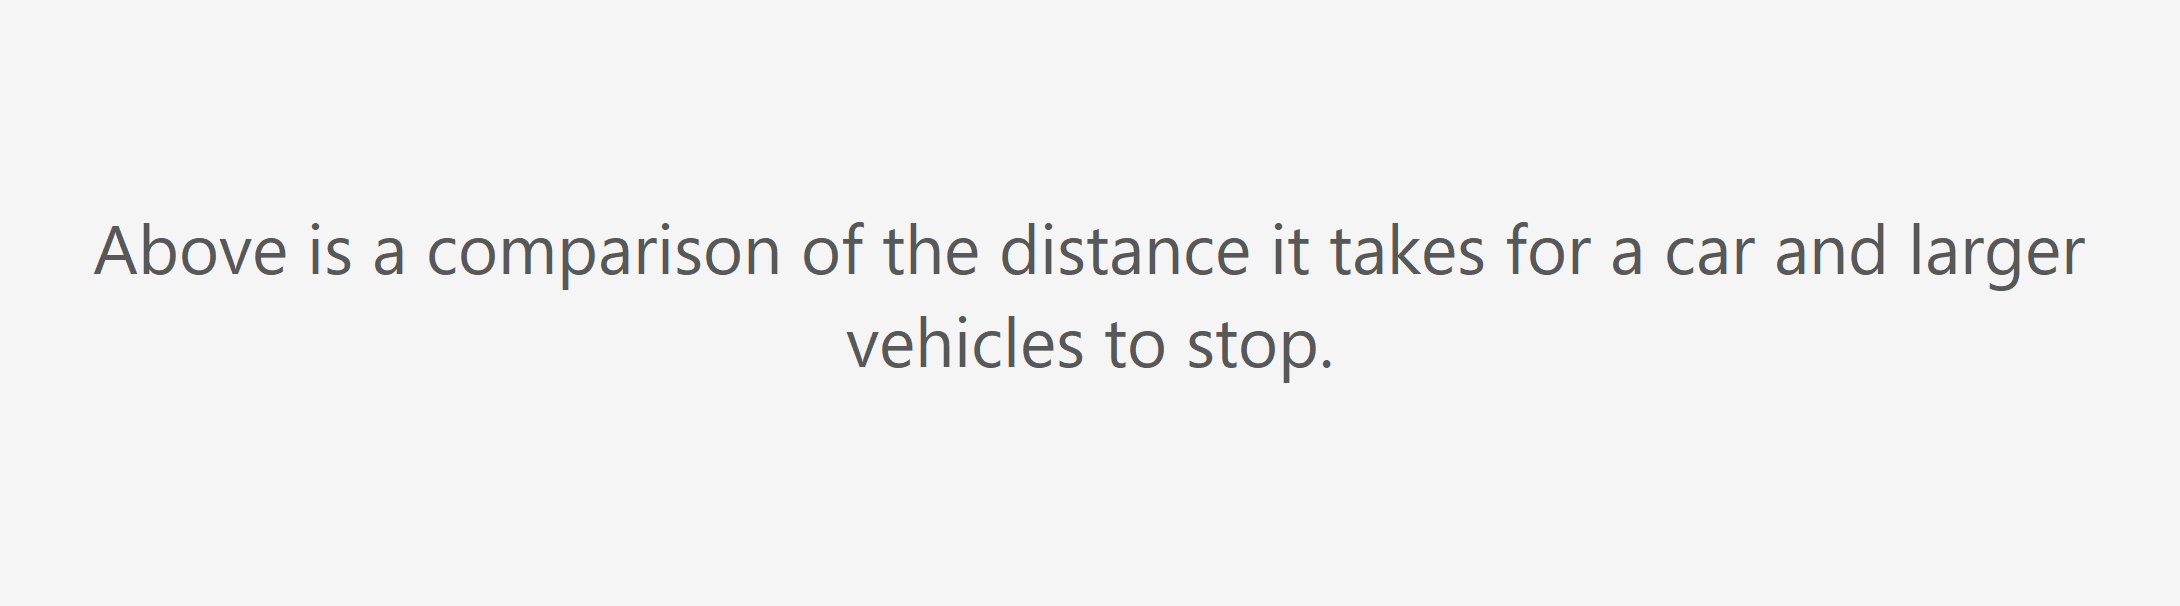 Above is a comparison of the distance it takes for a car and larger
vehicles to stop.